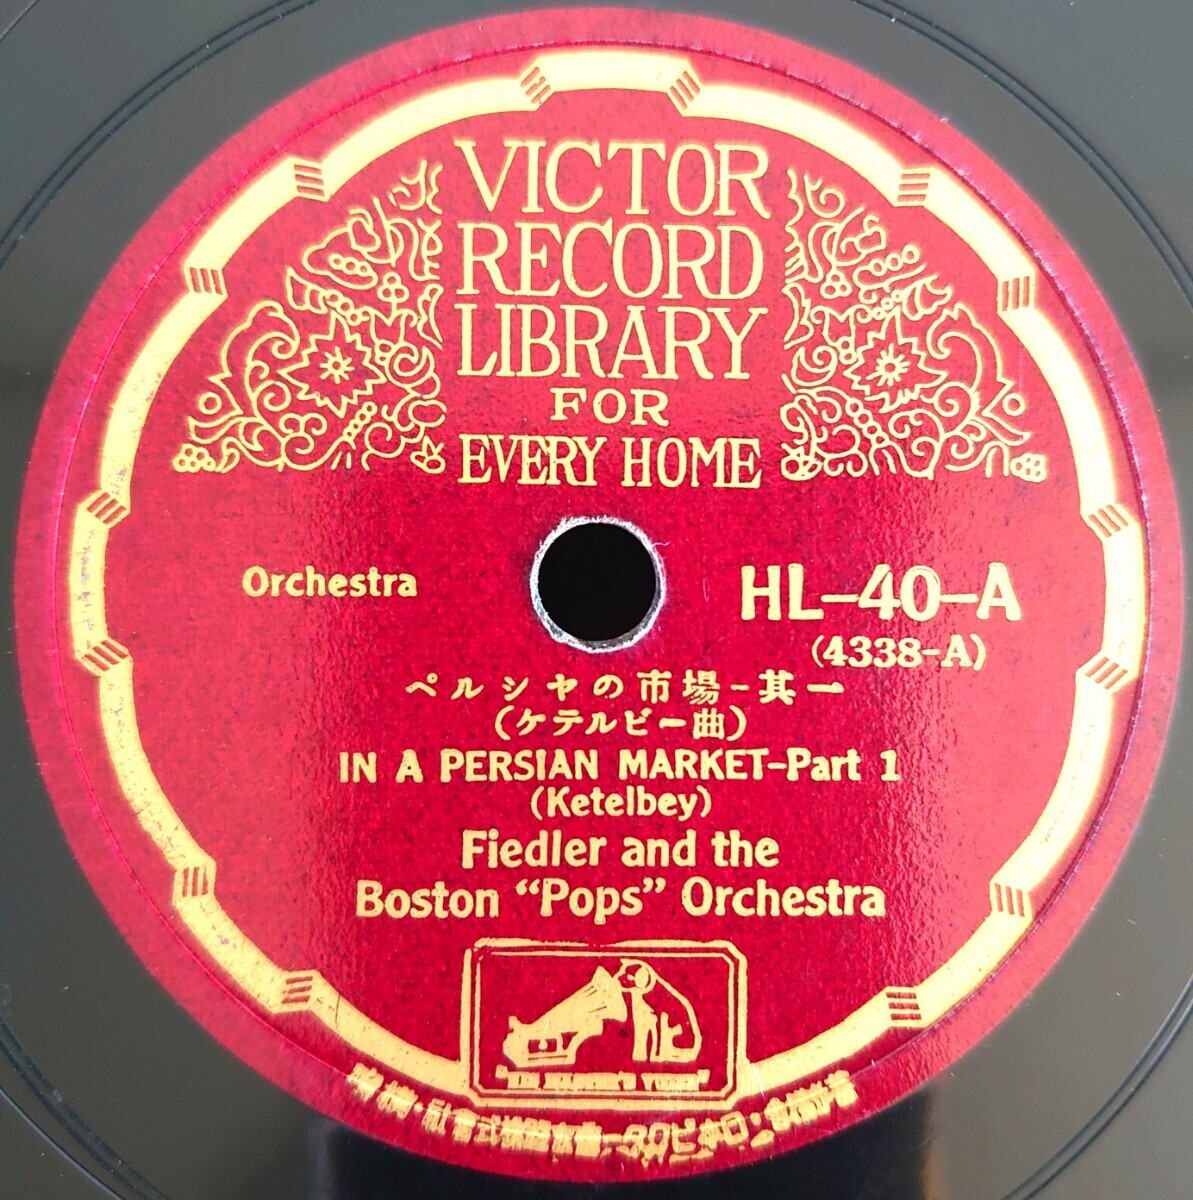 VICTOR
RECORD
LIBRARY
FOR
EVERY HOME
Orchestra
HL-40-A
(4338-A)
ペルシヤの市場-其一
(ケテルビー曲)
IN A PERSIAN MARKET-Part 1
(Ketelbey)
Fiedler and the
Boston "Pops" Orchestra
"HIS MASTER'S VOICE"